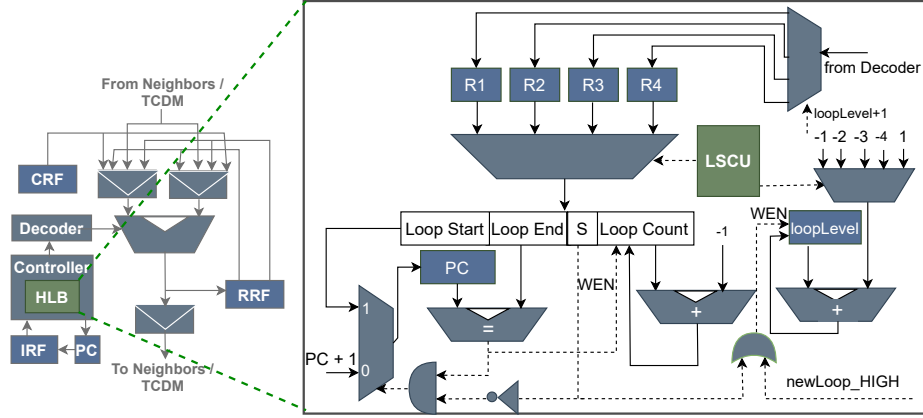 From Neighbors /
TCDM
CRF
Decoder
Controller
HLB
RRF
IRF
PC
To Neighbors /
TCDM
R1
R2
R3
R4
from Decoder
loopLevel+1
-1
-2
-3
-4
1
LSCU
Loop Start
Loop End
S
Loop Count
WEN
loopLevel
PC
-1
WEN
1
=
+
+
PC + 1
0
newLoop_HIGH